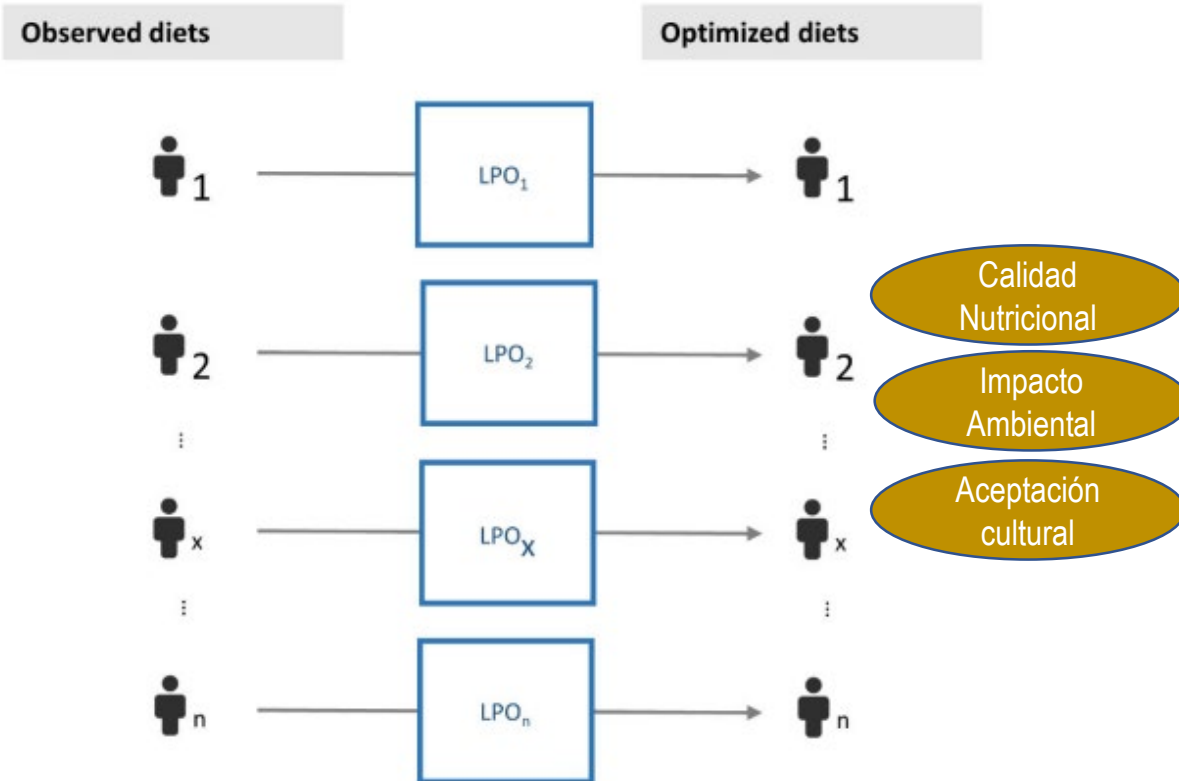 Observed diets
Optimized diets
1
LPO1
1
2
LPO2
2
Calidad
Nutricional
Impacto
Ambiental
Aceptación
cultural
⋮
⋮
x
LPOX
x
⋮
⋮
n
LPOn
n